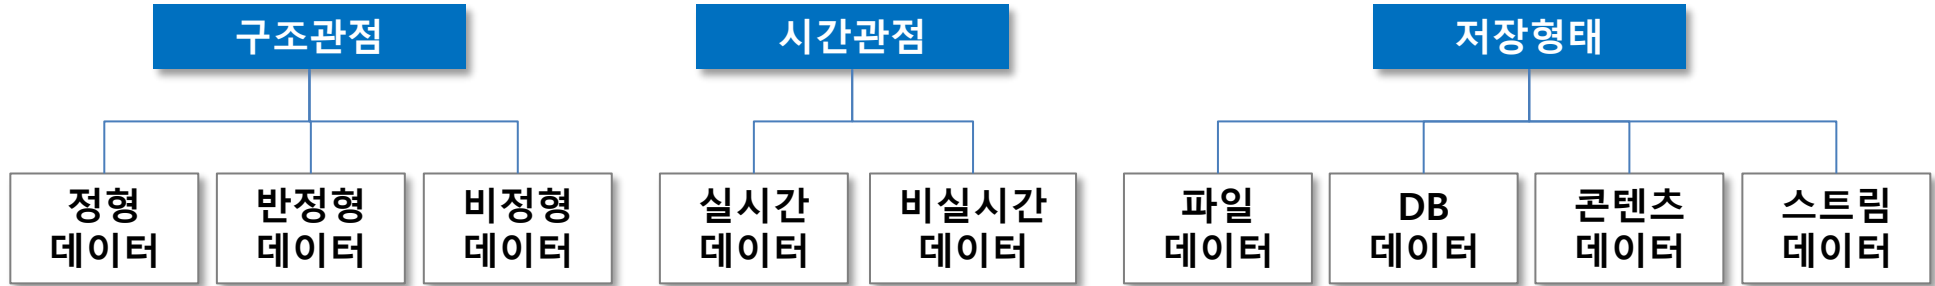 구조관점
정형
데이터
반정형
데이터
비정형
데이터
시간관점
실시간
데이터
비실시간
데이터
저장형태
파일
데이터
DB
데이터
콘텐츠
데이터
스트림
데이터